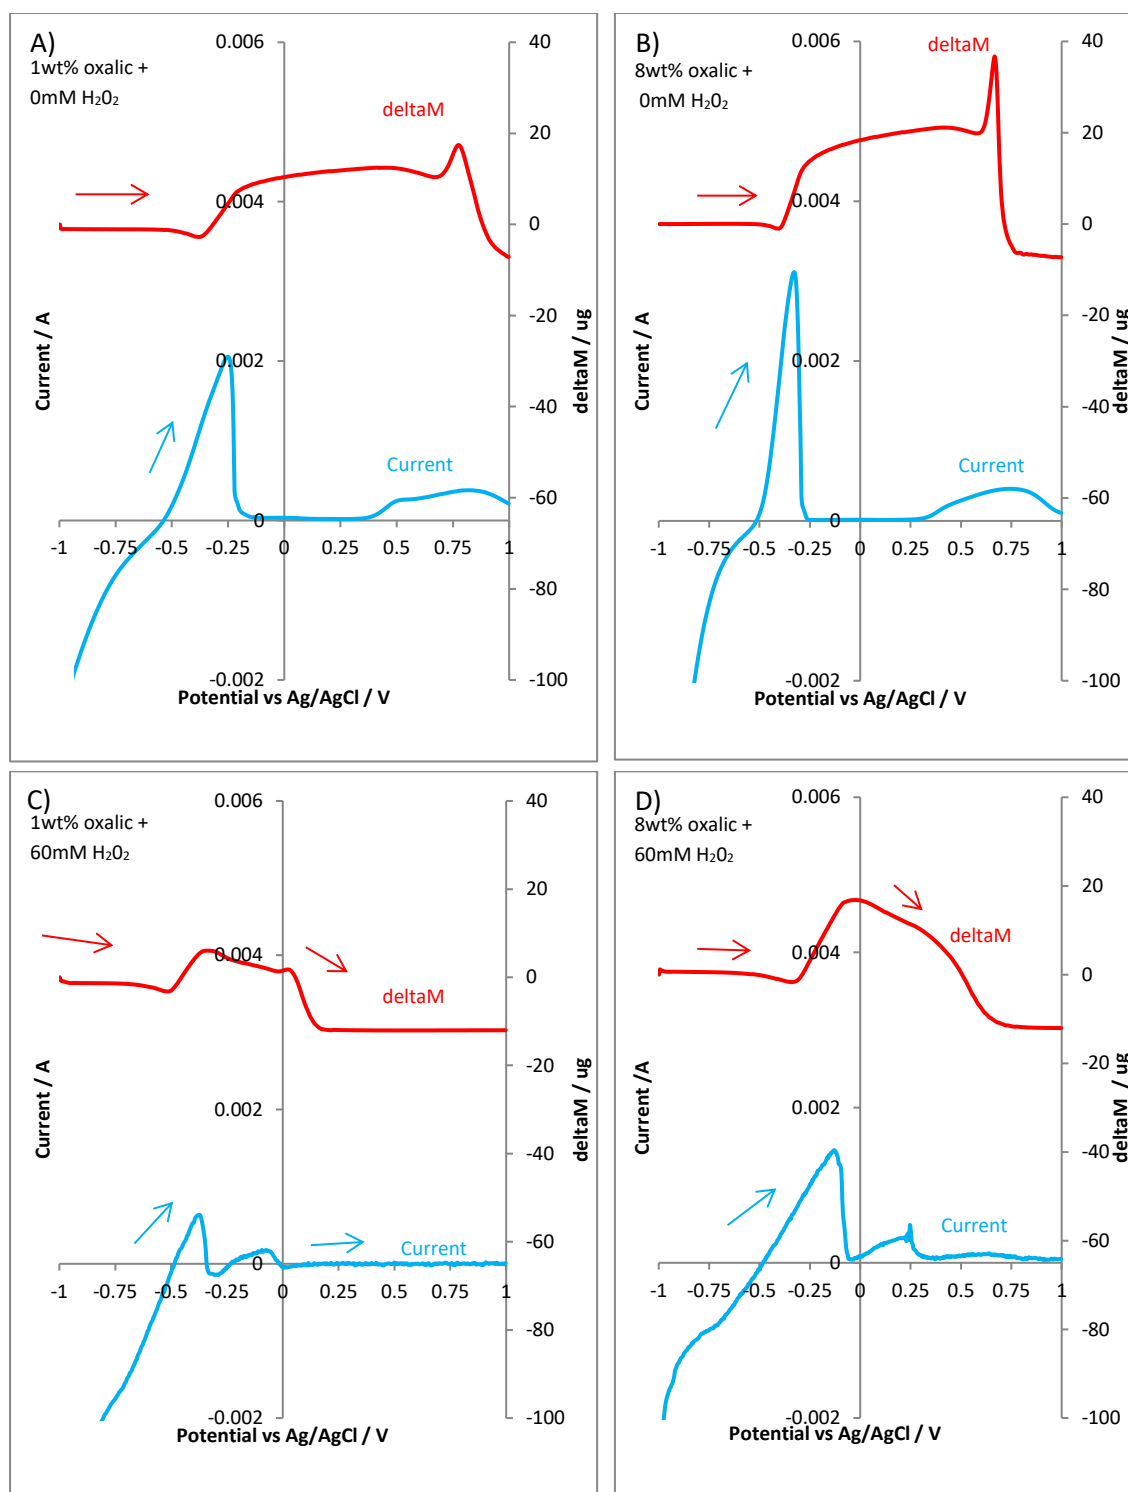 A)
1wt% oxalic +
0mM H₂0₂
deltaM
Current
Current / A
deltaM / ug
0.006
0.004
0.002
0
-0.002
40
20
0
-20
-40
-60
-80
-100
-1 -0.75 -0.5 -0.25 0 0.25 0.5 0.75 1
Potential vs Ag/AgCl / V
B)
8wt% oxalic +
0mM H₂0₂
deltaM
Current
Current / A
deltaM / ug
0.006
0.004
0.002
0
-0.002
40
20
0
-20
-40
-60
-80
-100
-1 -0.75 -0.5 -0.25 0 0.25 0.5 0.75 1
Potential vs Ag/AgCl / V
C)
1wt% oxalic +
60mM H₂0₂
deltaM
Current
Current / A
deltaM / ug
0.006
0.004
0.002
0
-0.002
40
20
0
-20
-40
-60
-80
-100
-1 -0.75 -0.5 -0.25 0 0.25 0.5 0.75 1
Potential vs Ag/AgCl / V
D)
8wt% oxalic +
60mM H₂0₂
deltaM
Current
Current /A
deltaM / ug
0.006
0.004
0.002
0
-0.002
40
20
0
-20
-40
-60
-80
-100
-1 -0.75 -0.5 -0.25 0 0.25 0.5 0.75 1
Potential vs Ag/AgCl / V